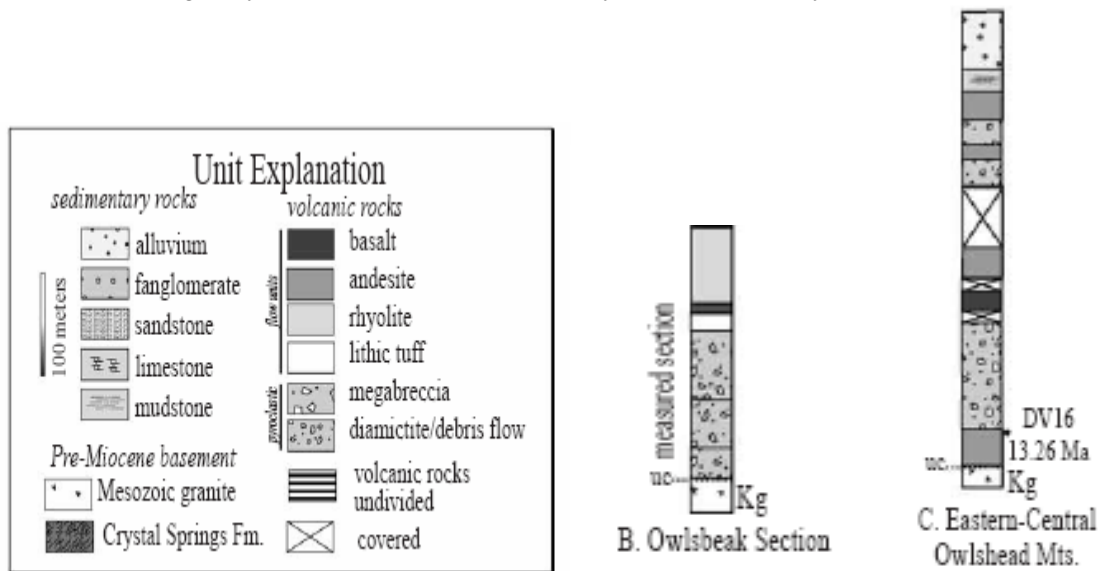 Unit Explanation
sedimentary rocks
volcanic rocks
alluvium
fanglomerate
sandstone
limestone
mudstone
100 meters
flow units
basalt
andesite
rhyolite
lithic tuff
pyroclastic
megabreccia
diamictite/debris flow
Pre-Miocene basement
Mesozoic granite
Crystal Springs Fm.
volcanic rocks
undivided
covered
measured section
uc
Kg
B. Owlsbeak Section
DV16
13.26 Ma
uc
Kg
C. Eastern-Central
Owlshead Mts.